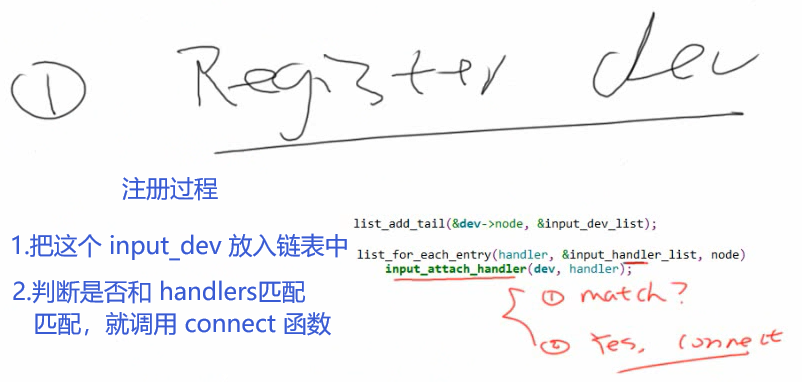 ① Register dev
注册过程
1.把这个 input_dev 放入链表中
2.判断是否和 handlers匹配
匹配，就调用 connect 函数
list_add_tail(&dev->node, &input_dev_list);
list_for_each_entry(handler, &input_handler_list, node)
input_attach_handler(dev, handler);
① match?
② Yes, connect